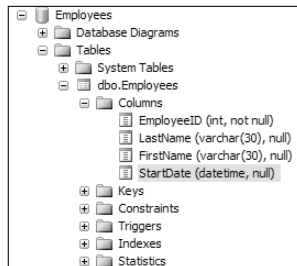 Employees
Database Diagrams
Tables
System Tables
dbo.Employees
Columns
EmployeeID (int, not null)
LastName (varchar(30), null)
FirstName (varchar(30), null)
StartDate (datetime, null)
Keys
Constraints
Triggers
Indexes
Statistics